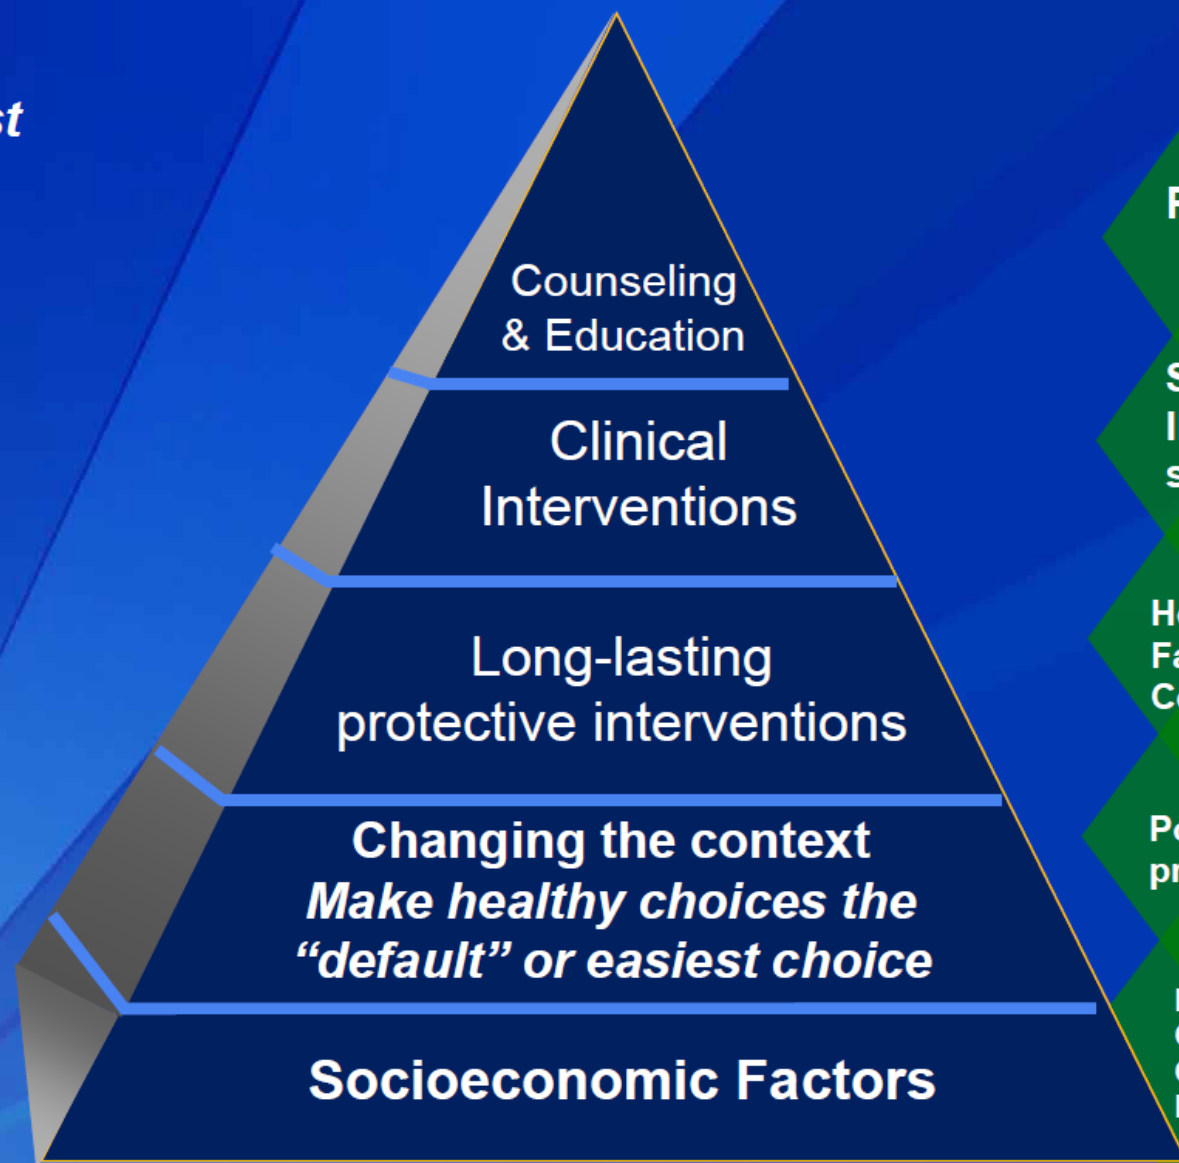 Counseling
& Education
Clinical
Interventions
Long-lasting
protective interventions
Changing the context
Make healthy choices the
“default” or easiest choice
Socioeconomic Factors